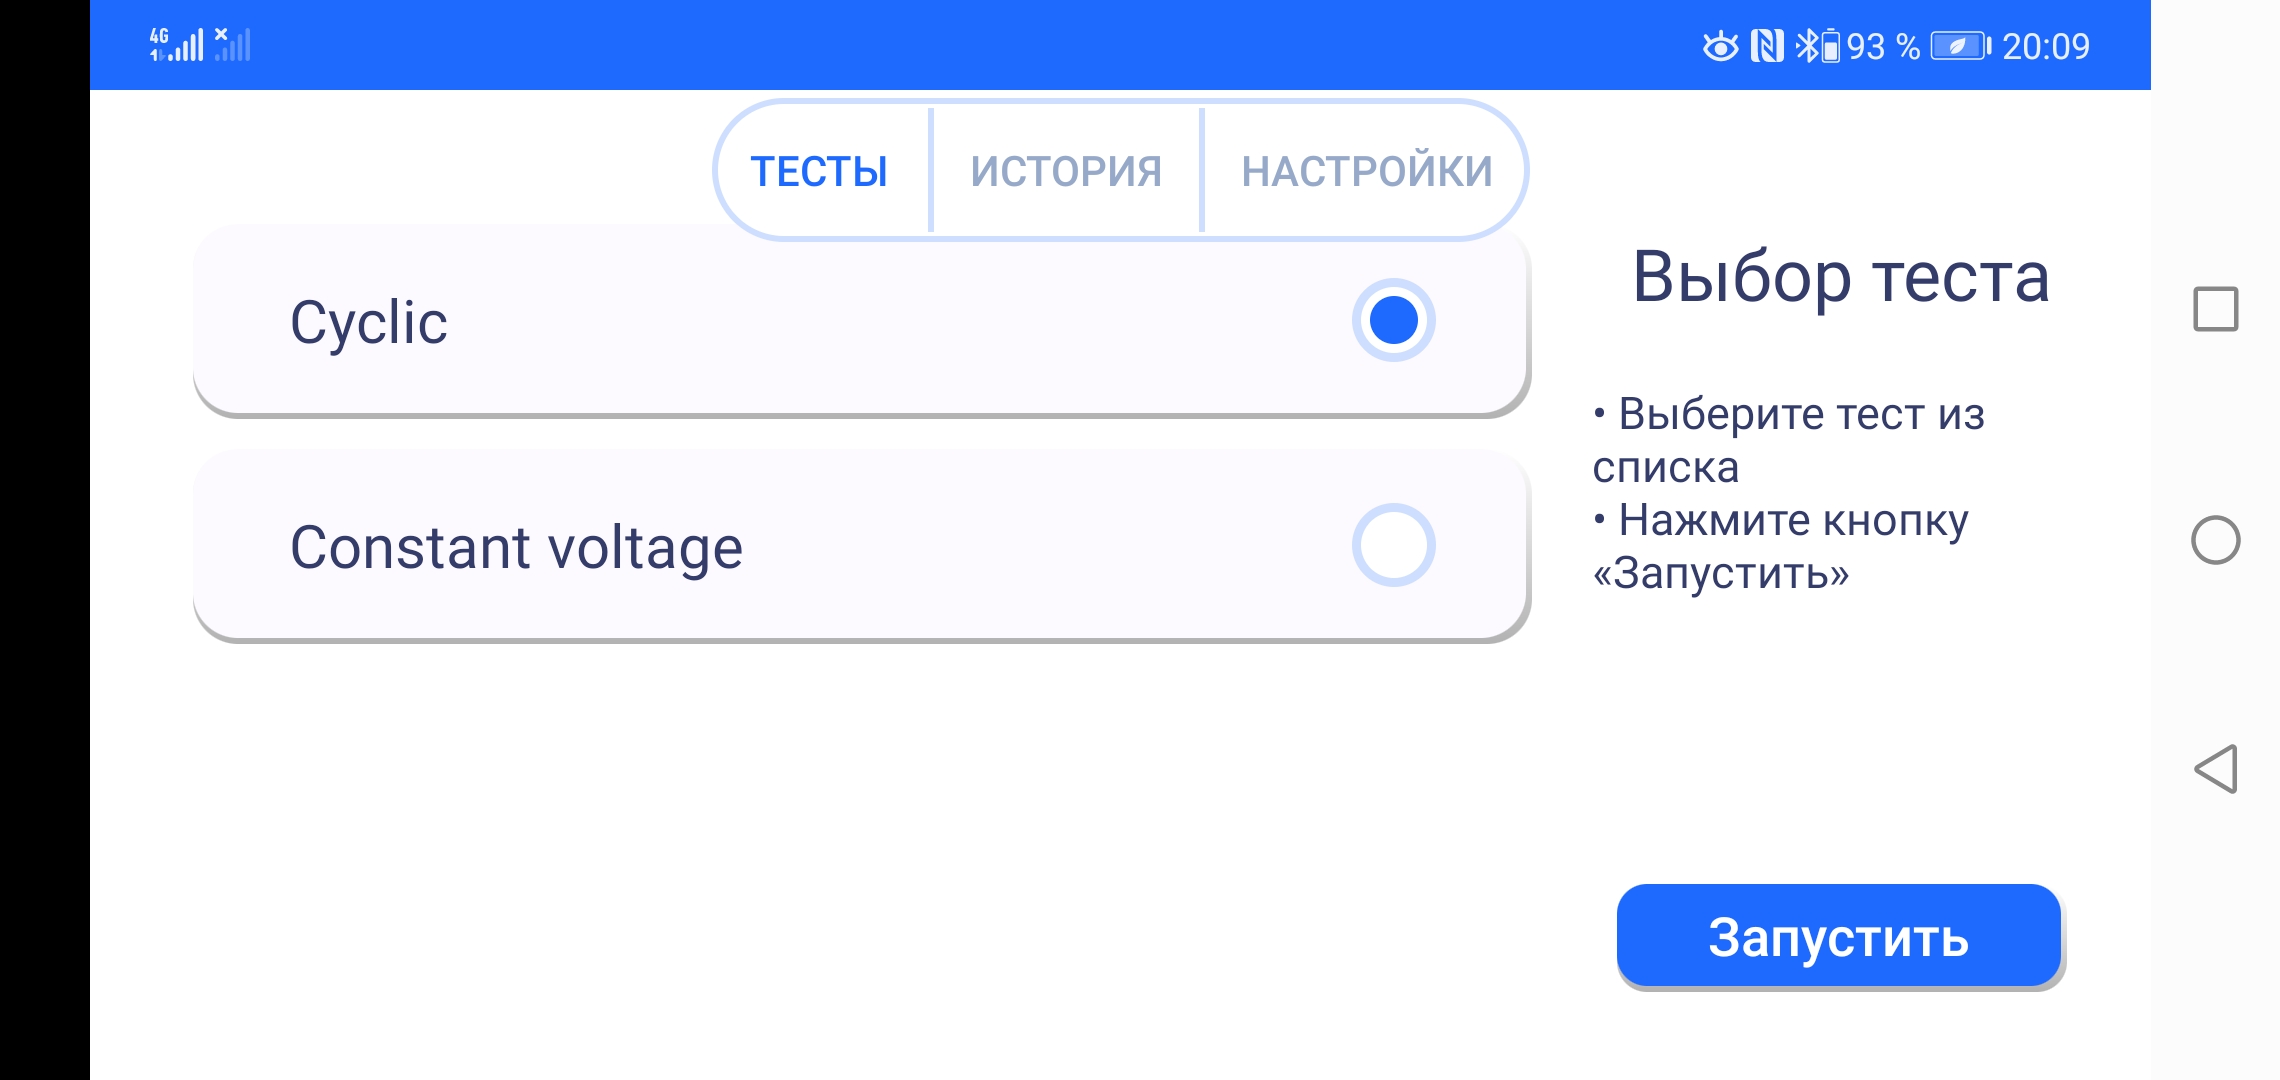 4G
93 %
20:09
ТЕСТЫ
ИСТОРИЯ
НАСТРОЙКИ
Cyclic
Constant voltage
Выбор теста
• Выберите тест из
списка
• Нажмите кнопку
«Запустить»
Запустить